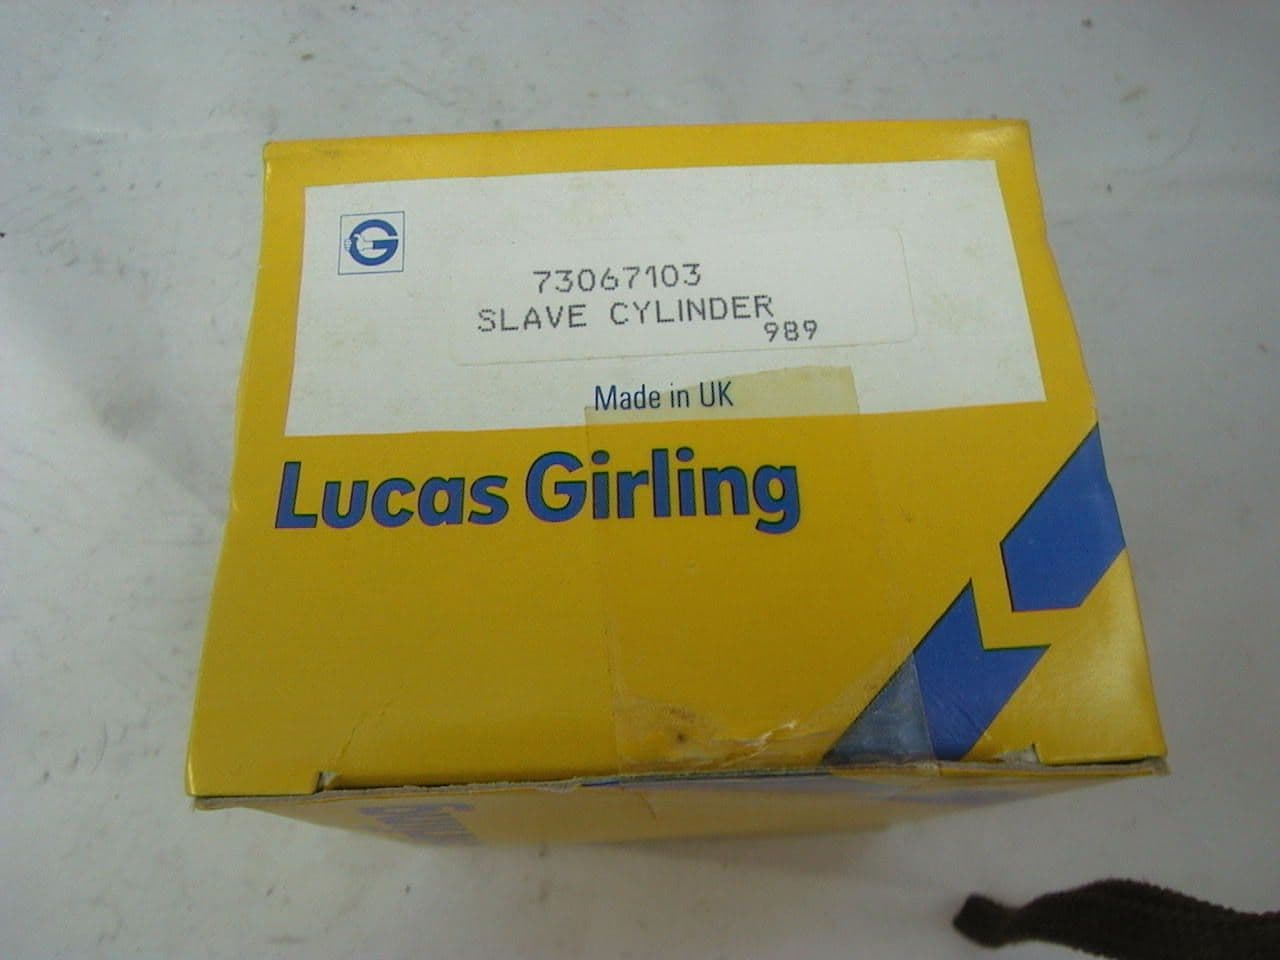 G
73067103
SLAVE CYLINDER
989
Made in UK
Lucas Girling